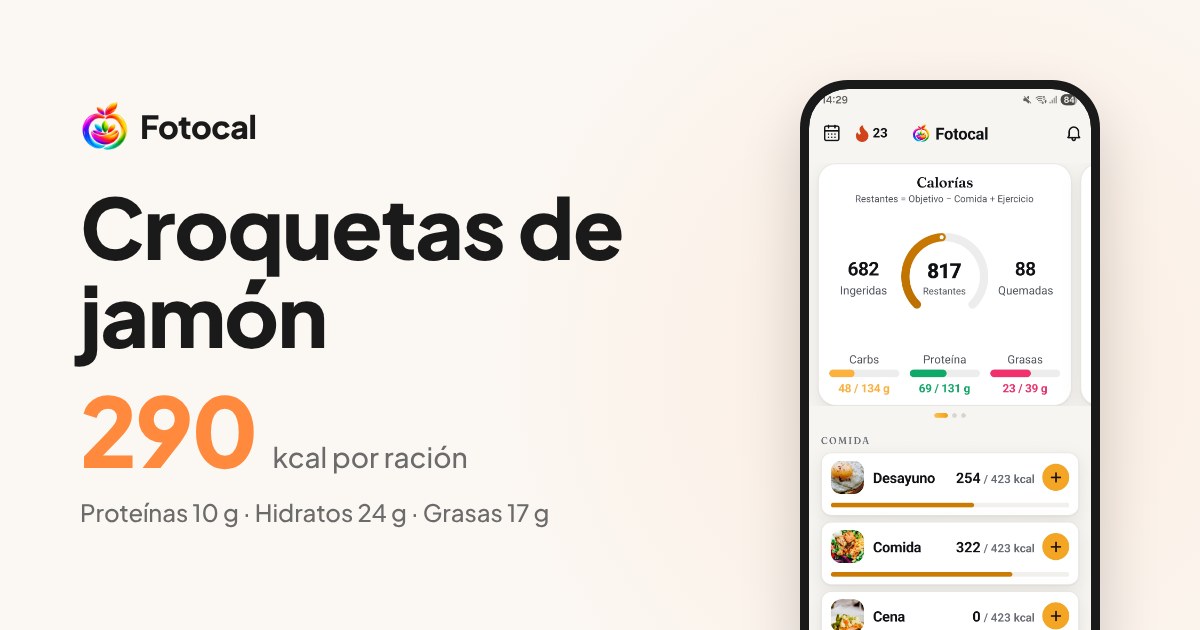 Fotocal
Croquetas de
jamón
290 kcal por ración
Proteínas 10 g · Hidratos 24 g · Grasas 17 g
14:29 84
23 Fotocal
Calorías
Restantes = Objetivo − Comida + Ejercicio
682 817 88
Ingeridas Restantes Quemadas
Carbs Proteína Grasas
48 / 134 g 69 / 131 g 23 / 39 g
COMIDA
Desayuno 254 / 423 kcal +
Comida 322 / 423 kcal +
Cena 0 / 423 kcal +